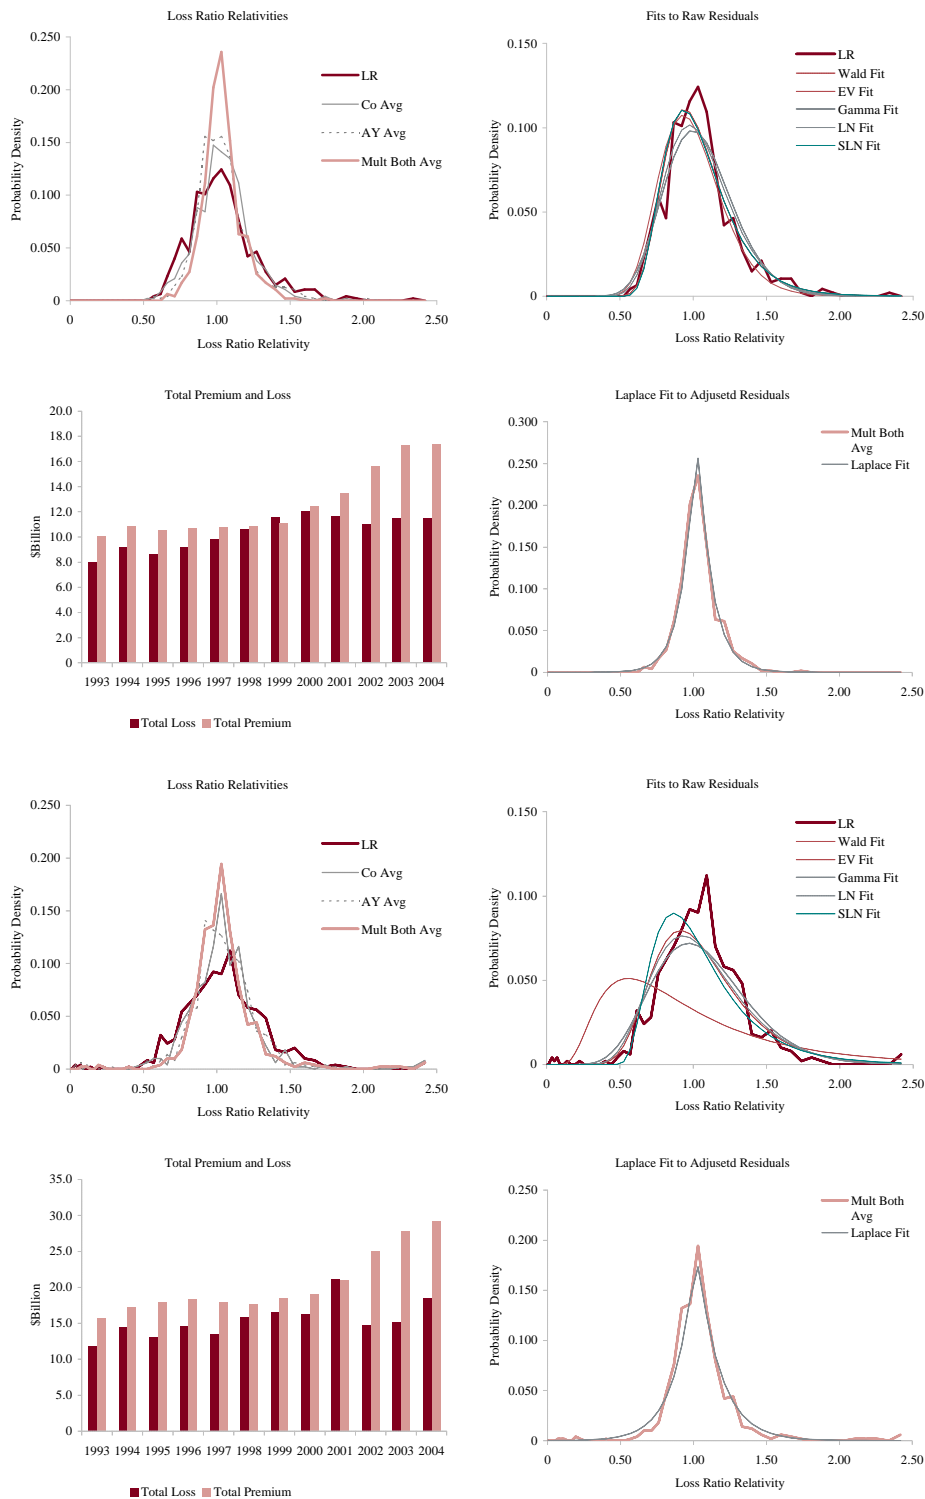 Loss Ratio Relativities
0.250
0.200
0.150
0.100
0.050
0
Probability Density
LR
Co Avg
AY Avg
Mult Both Avg
0 0.50 1.00 1.50 2.00 2.50
Loss Ratio Relativity
Fits to Raw Residuals
0.150
0.100
0.050
0
Probability Density
LR
Wald Fit
EV Fit
Gamma Fit
LN Fit
SLN Fit
0 0.50 1.00 1.50 2.00 2.50
Loss Ratio Relativity
Total Premium and Loss
20.0
18.0
16.0
14.0
12.0
10.0
8.0
6.0
4.0
2.0
0
$Billion
1993 1994 1995 1996 1997 1998 1999 2000 2001 2002 2003 2004
Total Loss Total Premium
Laplace Fit to Adjusetd Residuals
0.300
0.250
0.200
0.150
0.100
0.050
0
Probability Density
Mult Both
Avg
Laplace Fit
0 0.50 1.00 1.50 2.00 2.50
Loss Ratio Relativity
Loss Ratio Relativities
0.250
0.200
0.150
0.100
0.050
0
Probability Density
LR
Co Avg
AY Avg
Mult Both Avg
0 0.50 1.00 1.50 2.00 2.50
Loss Ratio Relativity
Fits to Raw Residuals
0.150
0.100
0.050
0
Probability Density
LR
Wald Fit
EV Fit
Gamma Fit
LN Fit
SLN Fit
0 0.50 1.00 1.50 2.00 2.50
Loss Ratio Relativity
Total Premium and Loss
35.0
30.0
25.0
20.0
15.0
10.0
5.0
0
$Billion
1993 1994 1995 1996 1997 1998 1999 2000 2001 2002 2003 2004
Total Loss Total Premium
Laplace Fit to Adjusetd Residuals
0.250
0.200
0.150
0.100
0.050
0
Probability Density
Mult Both
Avg
Laplace Fit
0 0.50 1.00 1.50 2.00 2.50
Loss Ratio Relativity